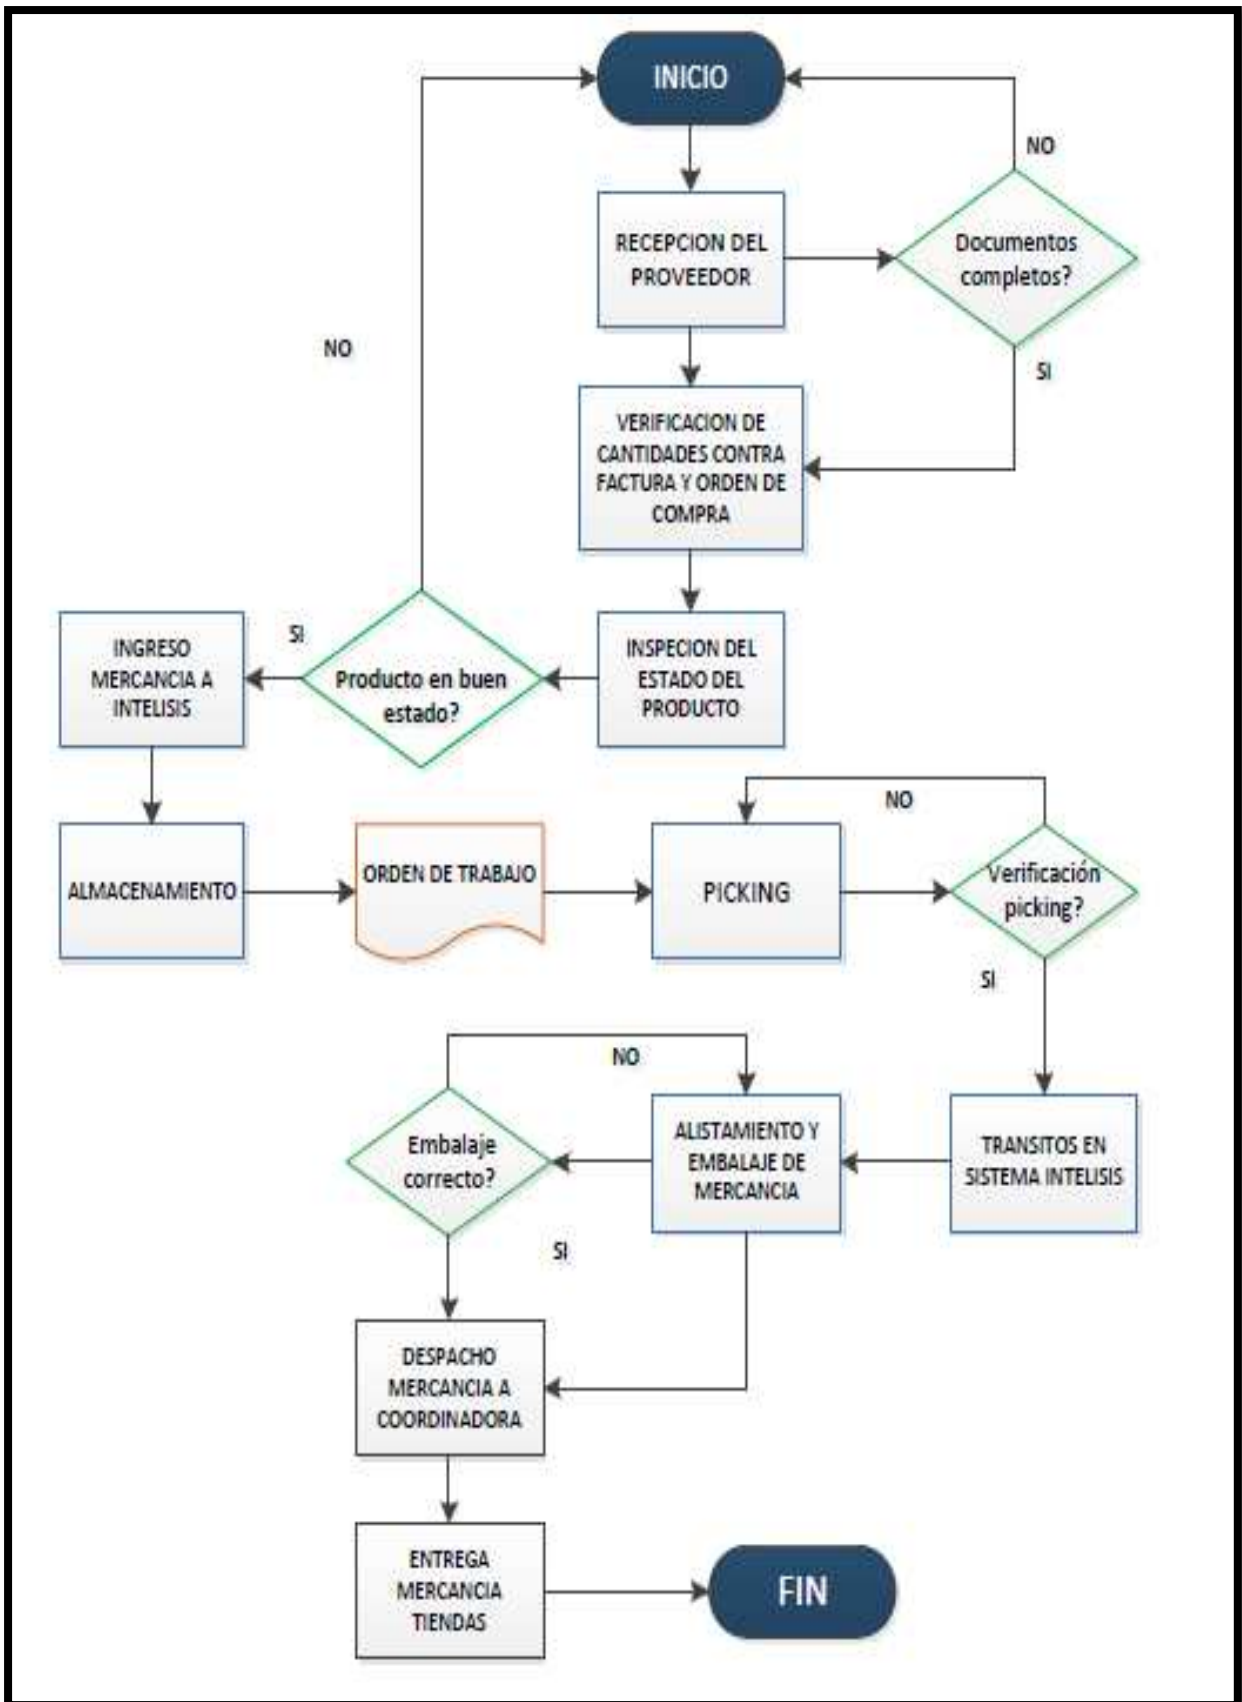 INICIO
NO
RECEPCION DEL
PROVEEDOR
Documentos
completos?
NO
SI
VERIFICACION DE
CANTIDADES CONTRA
FACTURA Y ORDEN DE
COMPRA
INGRESO
MERCANCIA A
INTELISIS
SI
Producto en buen
estado?
INSPECION DEL
ESTADO DEL
PRODUCTO
NO
ALMACENAMIENTO
ORDEN DE TRABAJO
PICKING
Verificación
picking?
SI
NO
Embalaje
correcto?
ALISTAMIENTO Y
EMBALAJE DE
MERCANCIA
TRANSITOS EN
SISTEMA INTELISIS
SI
DESPACHO
MERCANCIA A
COORDINADORA
ENTREGA
MERCANCIA
TIENDAS
FIN